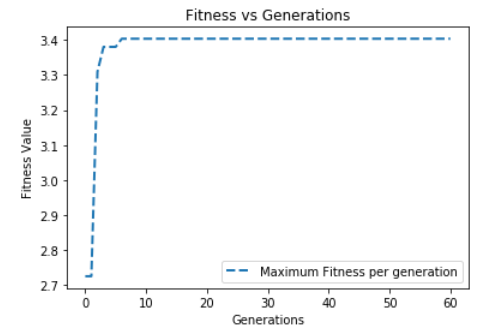 Fitness vs Generations
3.4
3.3
3.2
3.1
3.0
2.9
2.8
2.7
Fitness Value
Maximum Fitness per generation
0 10 20 30 40 50 60
Generations